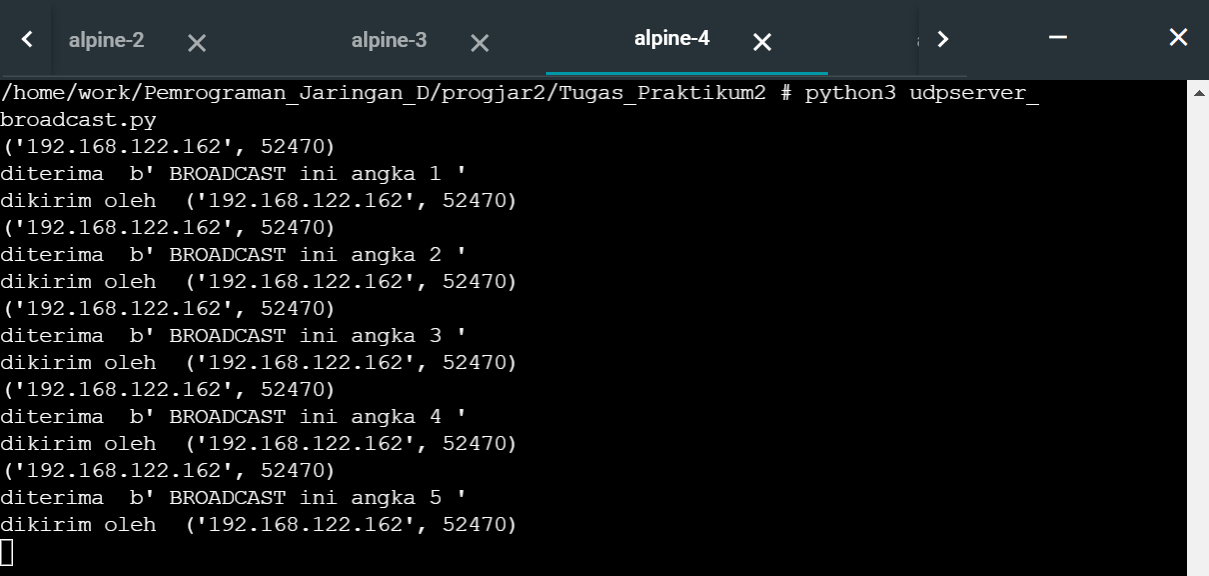 alpine-2 alpine-3 alpine-4
/home/work/Pemrograman_Jaringan_D/progjar2/Tugas_Praktikum2 # python3 udpserver_
broadcast.py
('192.168.122.162', 52470)
diterima  b' BROADCAST ini angka 1 '
dikirim oleh  ('192.168.122.162', 52470)
('192.168.122.162', 52470)
diterima  b' BROADCAST ini angka 2 '
dikirim oleh  ('192.168.122.162', 52470)
('192.168.122.162', 52470)
diterima  b' BROADCAST ini angka 3 '
dikirim oleh  ('192.168.122.162', 52470)
('192.168.122.162', 52470)
diterima  b' BROADCAST ini angka 4 '
dikirim oleh  ('192.168.122.162', 52470)
('192.168.122.162', 52470)
diterima  b' BROADCAST ini angka 5 '
dikirim oleh  ('192.168.122.162', 52470)